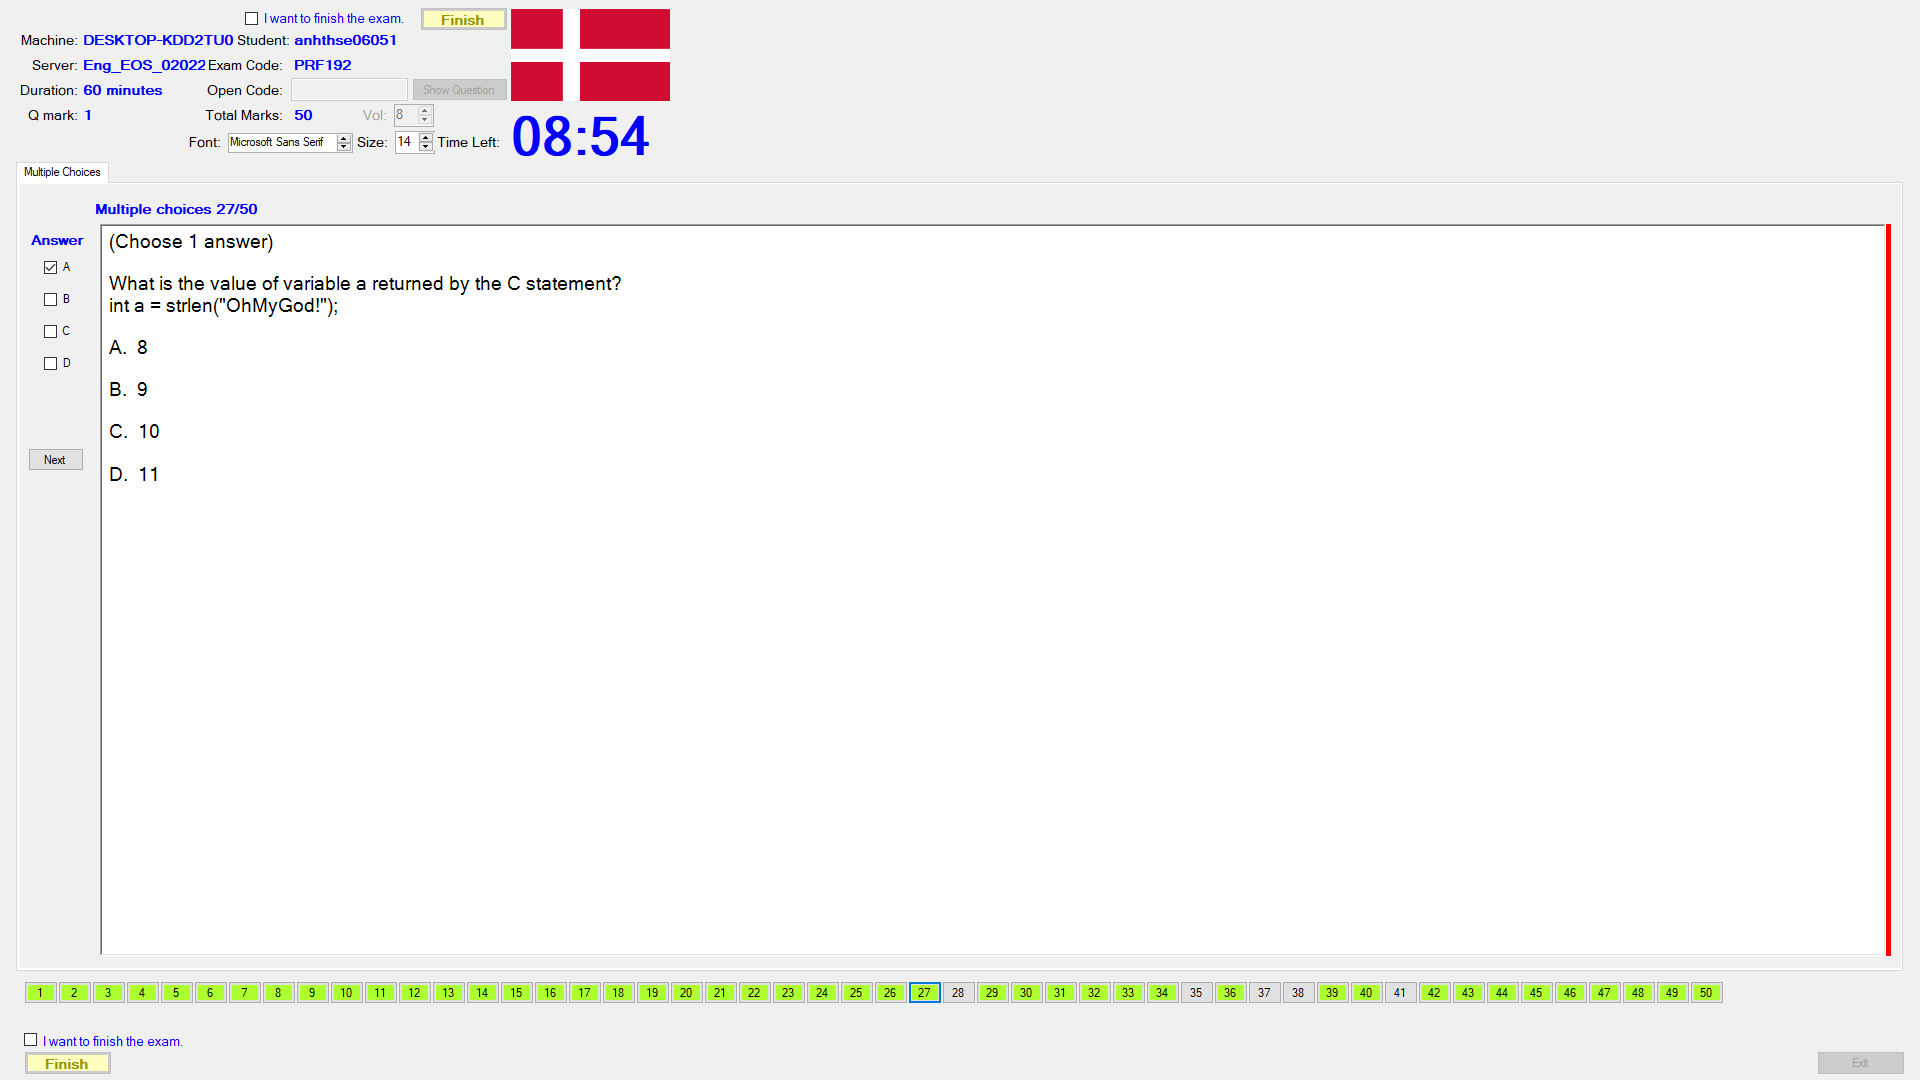 I want to finish the exam. Finish
Machine: DESKTOP-KDD2TU0 Student: anhthse06051
Server: Eng_EOS_02022 Exam Code: PRF192
Duration: 60 minutes Open Code: Show Question
Q mark: 1 Total Marks: 50 Vol: 8
Font: Microsoft Sans Serif Size: 14 Time Left: 08:54
Multiple Choices
Multiple choices 27/50
Answer
A
B
C
D
Next
(Choose 1 answer)
What is the value of variable a returned by the C statement?
int a = strlen("OhMyGod!");
A. 8
B. 9
C. 10
D. 11
1 2 3 4 5 6 7 8 9 10 11 12 13 14 15 16 17 18 19 20 21 22 23 24 25 26 27 28 29 30 31 32 33 34 35 36 37 38 39 40 41 42 43 44 45 46 47 48 49 50
I want to finish the exam.
Finish
Exit